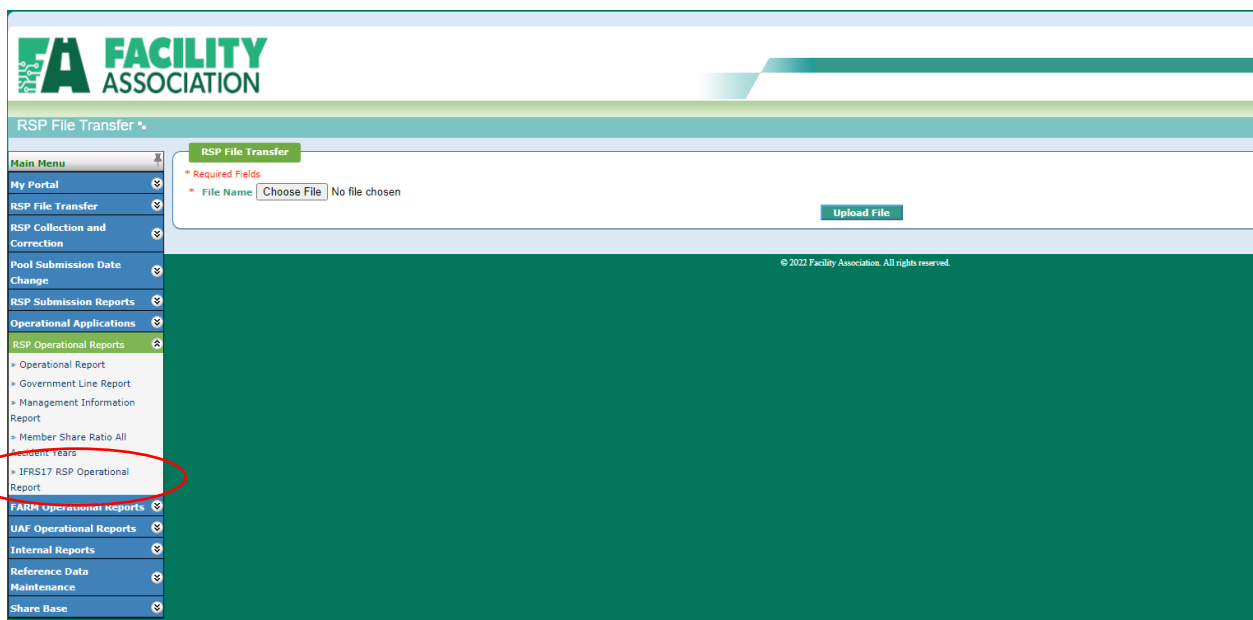 FACILITY
ASSOCIATION
RSP File Transfer
Main Menu
My Portal
RSP File Transfer
RSP Collection and
Correction
Pool Submission Date
Change
RSP Submission Reports
Operational Applications
RSP Operational Reports
» Operational Report
» Government Line Report
» Management Information
Report
» Member Share Ratio All
Accident Years
» IFRS17 RSP Operational
Report
FARM Operational Reports
UAF Operational Reports
Internal Reports
Reference Data
Maintenance
Share Base
RSP File Transfer
* Required Fields
* File Name Choose File No file chosen
Upload File
© 2022 Facility Association. All rights reserved.